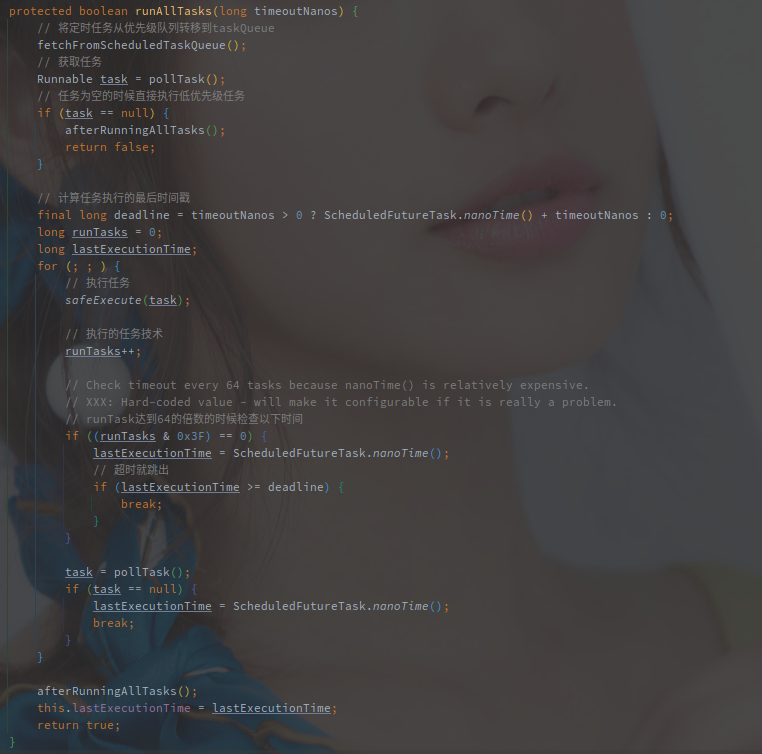 protected boolean runAllTasks(long timeoutNanos) {
// 将定时任务从优先级队列转移到taskQueue
fetchFromScheduledTaskQueue();
// 获取任务
Runnable task = pollTask();
// 任务为空的时候直接执行低优先级任务
if (task == null) {
afterRunningAllTasks();
return false;
}
// 计算任务执行的最后时间戳
final long deadline = timeoutNanos > 0 ? ScheduledFutureTask.nanoTime() + timeoutNanos : 0;
long runTasks = 0;
long lastExecutionTime;
for (; ; ) {
// 执行任务
safeExecute(task);
// 执行的任务技术
runTasks++;
// Check timeout every 64 tasks because nanoTime() is relatively expensive.
// XXX: Hard-coded value - will make it configurable if it is really a problem.
// runTask达到64的倍数的时候检查以下时间
if ((runTasks & 0x3F) == 0) {
lastExecutionTime = ScheduledFutureTask.nanoTime();
// 超时就跳出
if (lastExecutionTime >= deadline) {
break;
}
}
task = pollTask();
if (task == null) {
lastExecutionTime = ScheduledFutureTask.nanoTime();
break;
}
}
afterRunningAllTasks();
this.lastExecutionTime = lastExecutionTime;
return true;
}